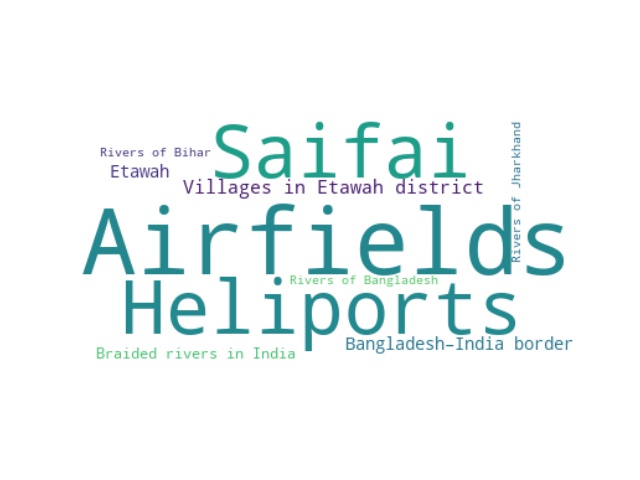 Saifai
Rivers of Bihar
Etawah
Villages in Etawah district
Rivers of Jharkhand
Airfields
Rivers of Bangladesh
Heliports
Bangladesh–India border
Braided rivers in India